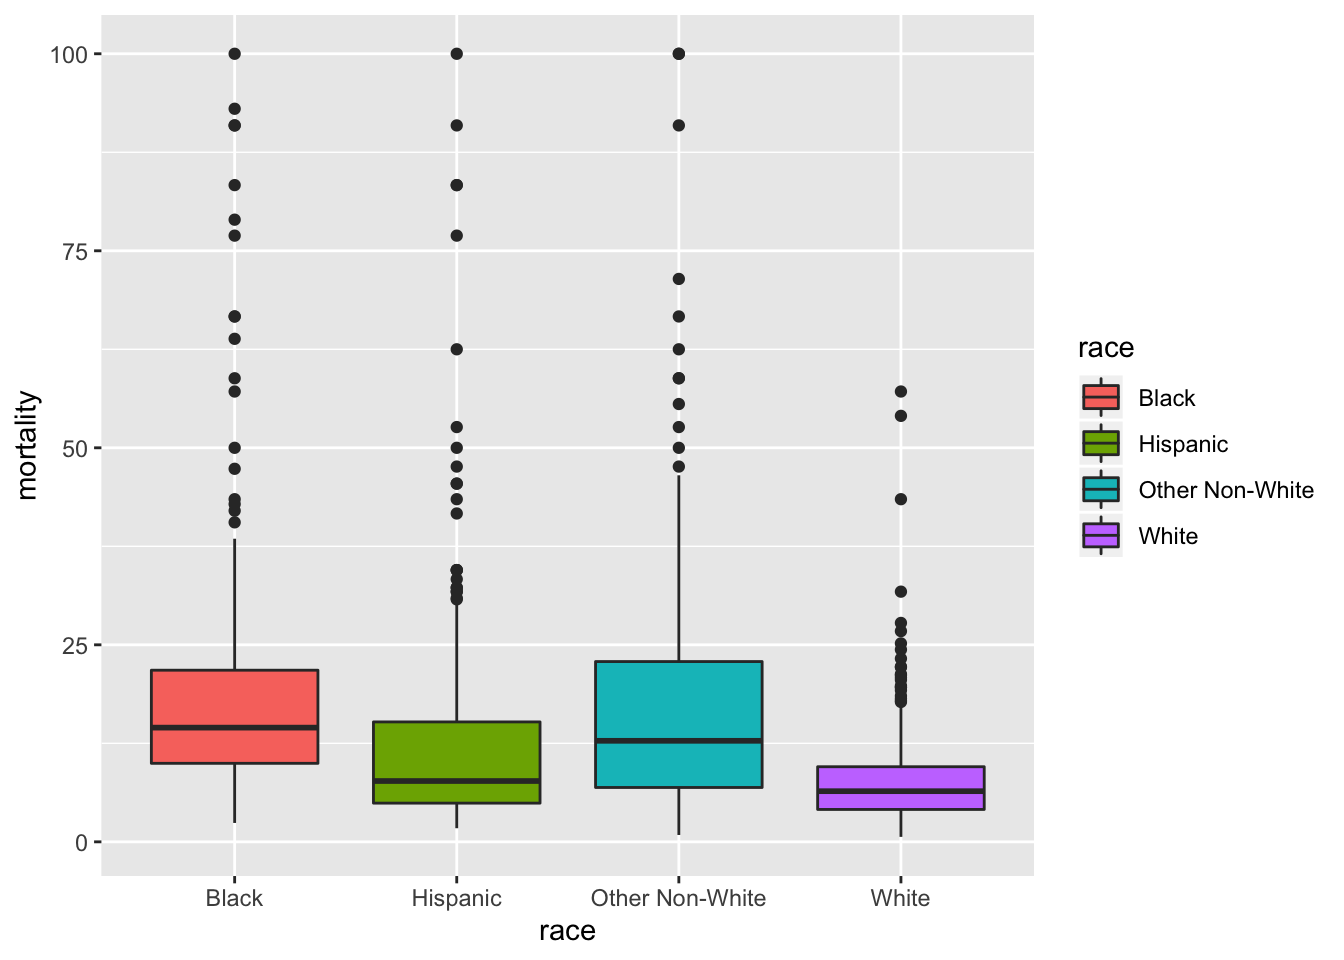 100
75
50
25
0
mortality
Black
Hispanic
Other Non-White
White
race
race
Black
Hispanic
Other Non-White
White